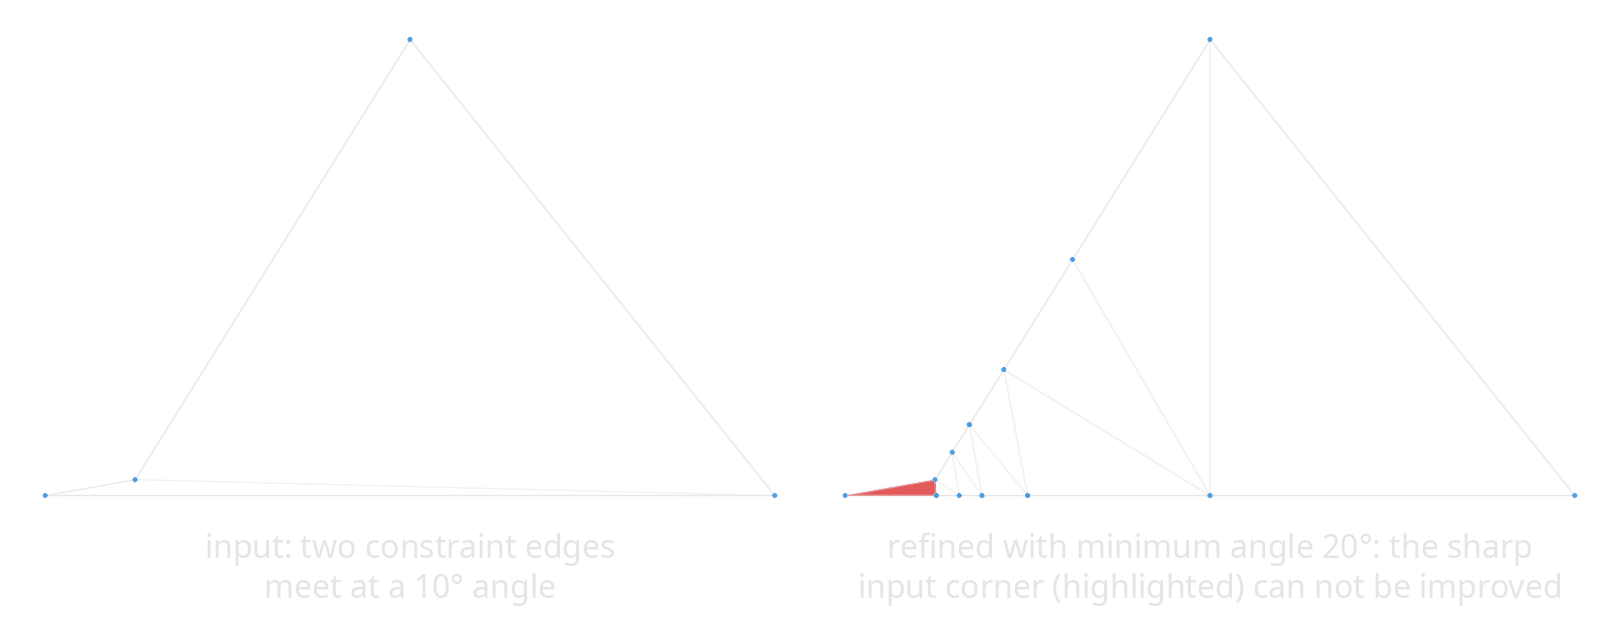 input: two constraint edges
meet at a 10° angle
refined with minimum angle 20°: the sharp
input corner (highlighted) can not be improved